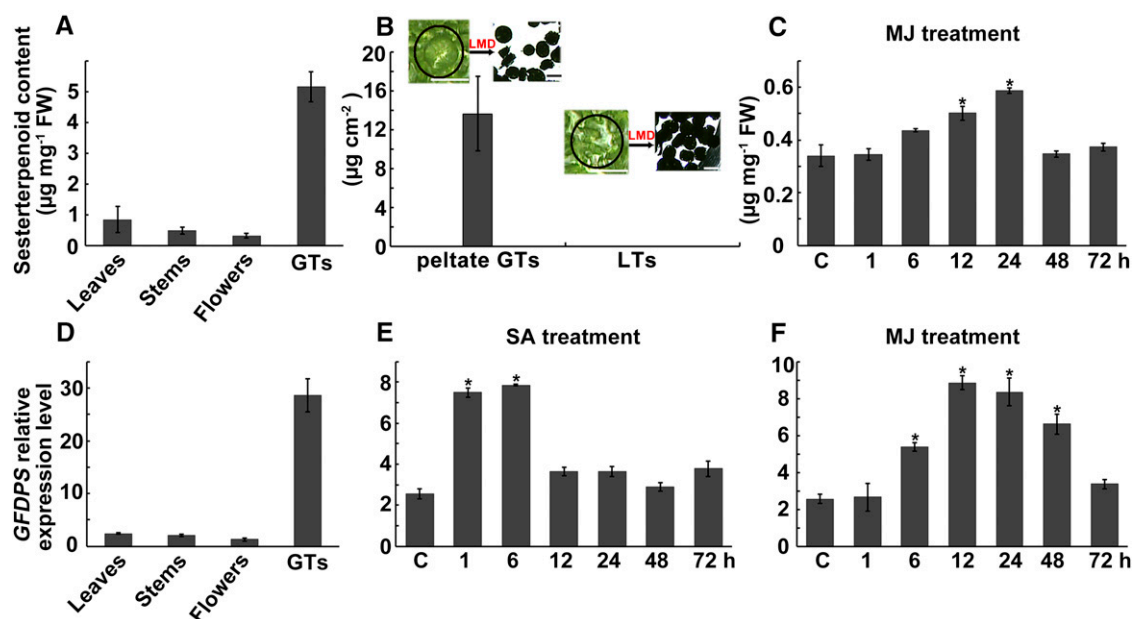 A
Sesterterpenoid content
(µg mg⁻¹ FW)
5
4
3
2
1
0
Leaves
Stems
Flowers
GTs
B
(µg cm⁻²)
20
16
12
8
4
0
LMD
LMD
peltate GTs
LTs
C
MJ treatment
(µg mg⁻¹ FW)
0.6
0.4
0.2
0
C 1 6 12 24 48 72 h
* *
D
GFDPS relative
expression level
30
20
10
0
Leaves
Stems
Flowers
GTs
E
SA treatment
8
6
4
2
0
* *
C 1 6 12 24 48 72 h
F
MJ treatment
10
8
6
4
2
0
* * * *
C 1 6 12 24 48 72 h